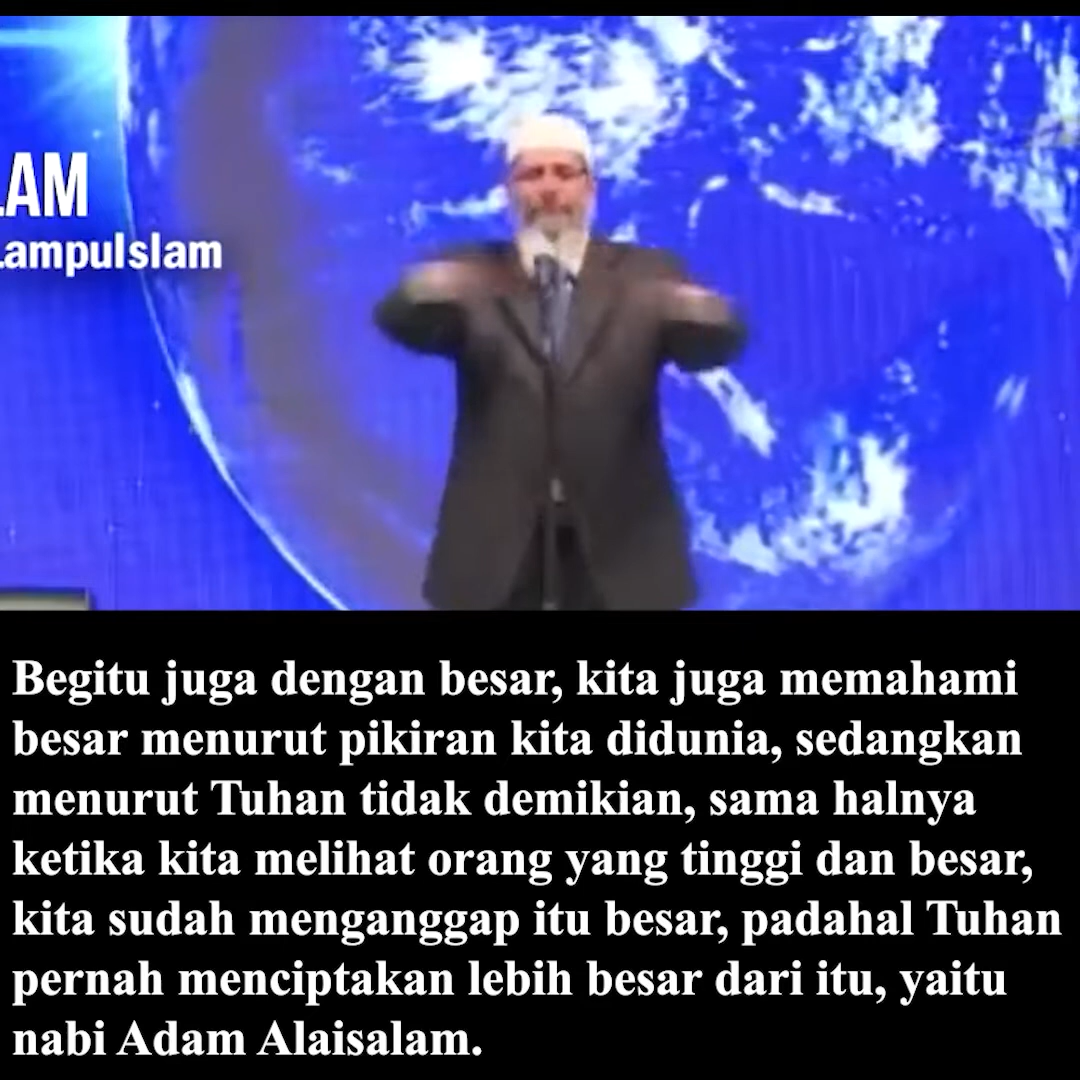 LAM
LampuIslam
Begitu juga dengan besar, kita juga memahami
besar menurut pikiran kita didunia, sedangkan
menurut Tuhan tidak demikian, sama halnya
ketika kita melihat orang yang tinggi dan besar,
kita sudah menganggap itu besar, padahal Tuhan
pernah menciptakan lebih besar dari itu, yaitu
nabi Adam Alaisalam.